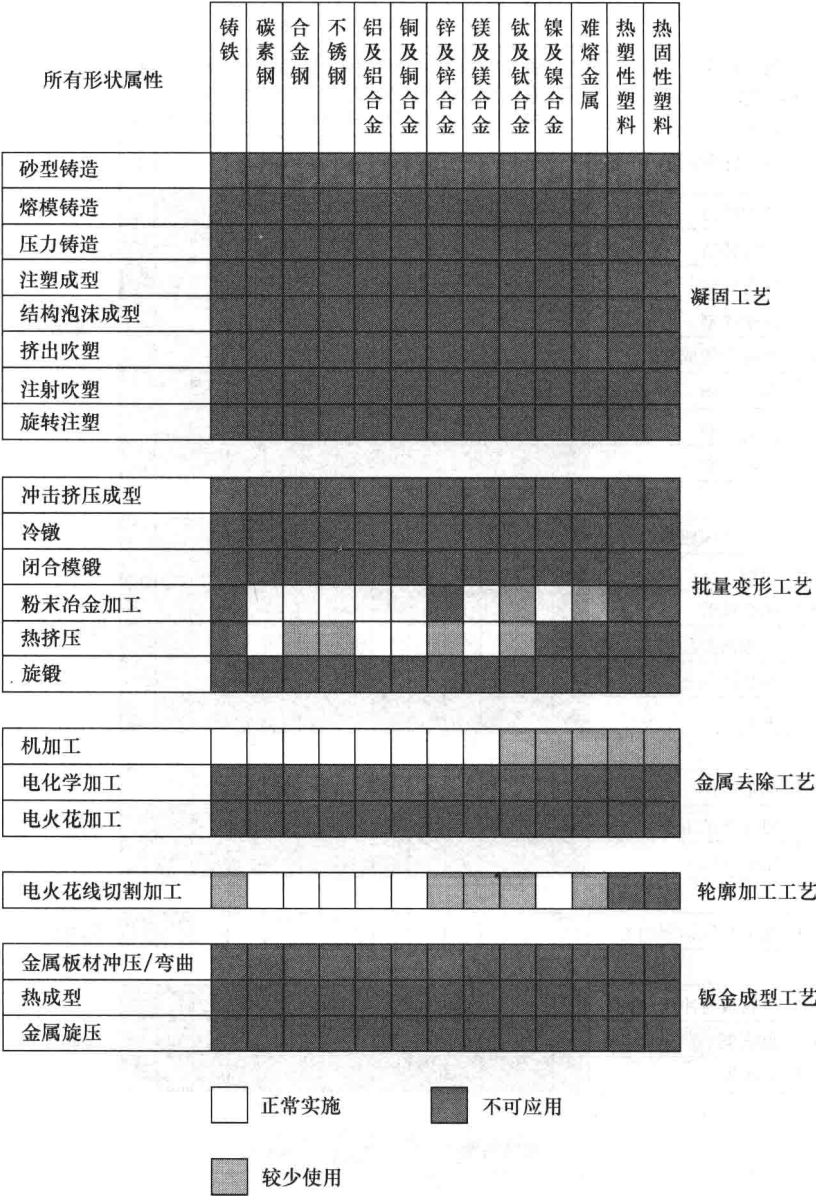 所有形状属性
铸铁
碳素钢
合金钢
不锈钢
铝及铝合金
铜及铜合金
锌及锌合金
镁及镁合金
钛及钛合金
镍及镍合金
难熔金属
热塑性塑料
热固性塑料
砂型铸造
熔模铸造
压力铸造
注塑成型
结构泡沫成型
挤出吹塑
注射吹塑
旋转注塑
凝固工艺
冲击挤压成型
冷镦
闭合模锻
粉末冶金加工
热挤压
旋锻
批量变形工艺
机加工
电化学加工
电火花加工
金属去除工艺
电火花线切割加工
轮廓加工工艺
金属板材冲压/弯曲
热成型
金属旋压
钣金成型工艺
正常实施
不可应用
较少使用